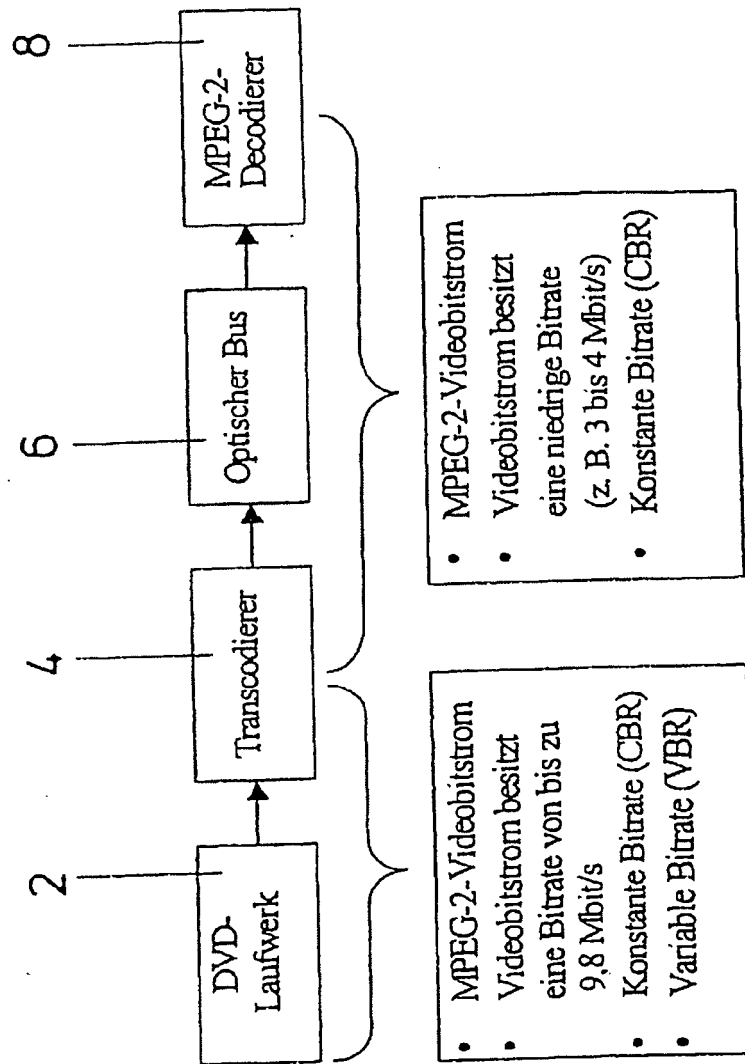 2
4
6
8
DVD-
Laufwerk
Transcodierer
Optischer Bus
MPEG-2-
Decodierer
• MPEG-2-Videobitstrom
• Videobitstrom besitzt
eine Bitrate von bis zu
9,8 Mbit/s
• Konstante Bitrate (CBR)
• Variable Bitrate (VBR)
• MPEG-2-Videobitstrom
• Videobitstrom besitzt
eine niedrige Bitrate
(z. B. 3 bis 4 Mbit/s)
• Konstante Bitrate (CBR)